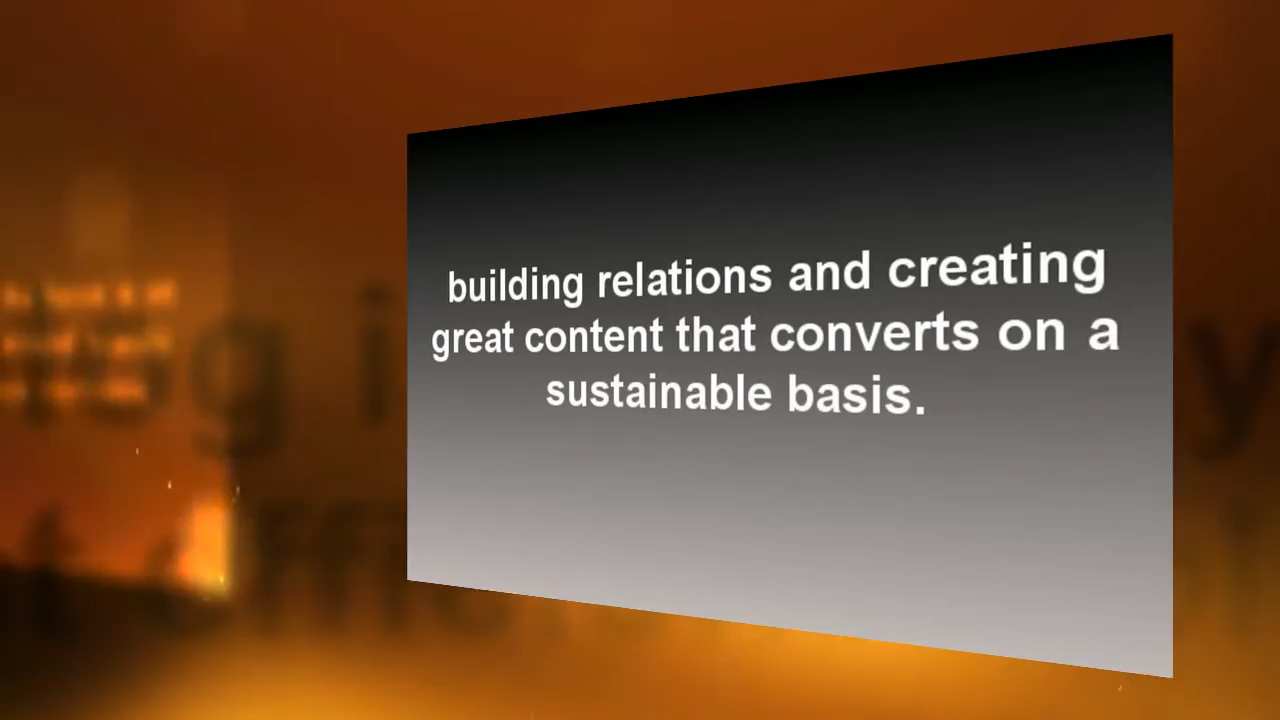 building relations and creating
great content that converts on a
sustainable basis.